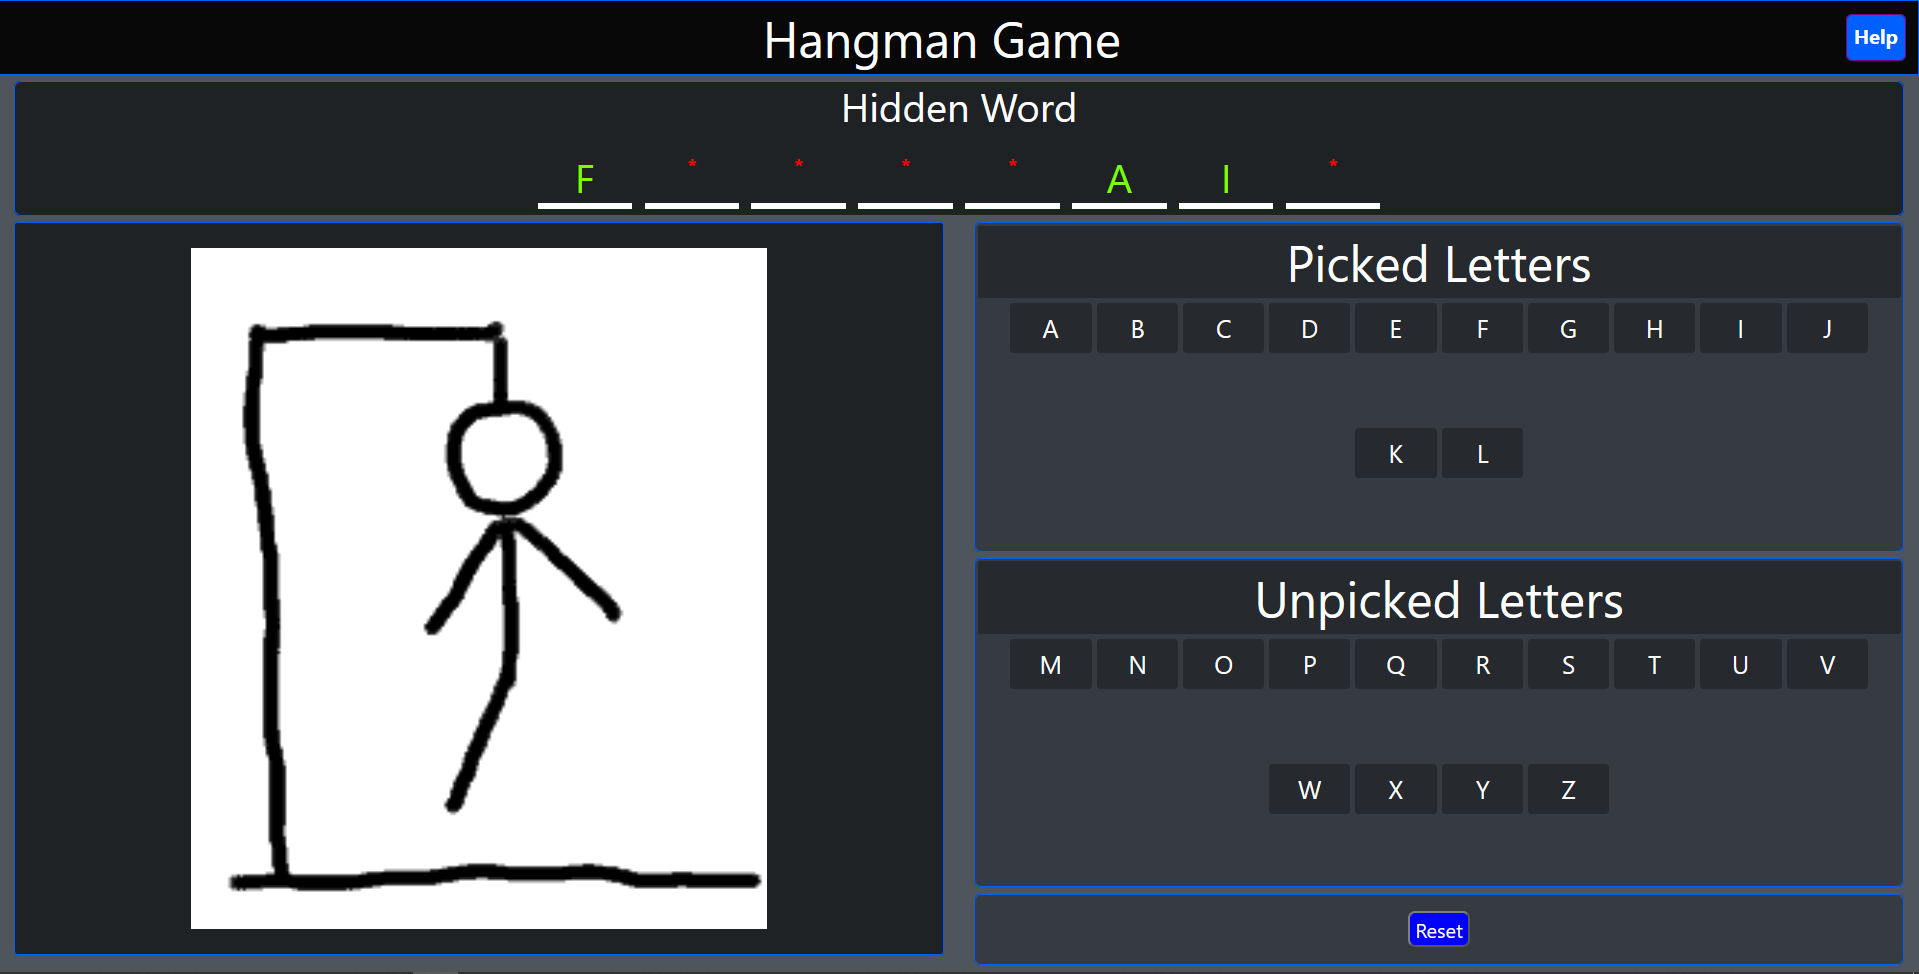 Hangman Game
Help
Hidden Word
F * * * * A I *
Picked Letters
A B C D E F G H I J
K L
Unpicked Letters
M N O P Q R S T U V
W X Y Z
Reset